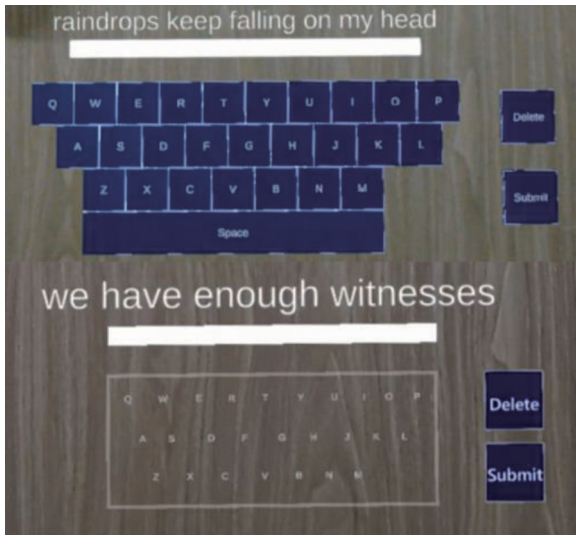 raindrops keep falling on my head
Q W E R T Y U I O P
Delete
A S D F G H J K L
Z X C V B N M
Submit
Space
we have enough witnesses
Q W E R T Y U I O P
Delete
A S D F G H J K L
Z X C V B N M
Submit